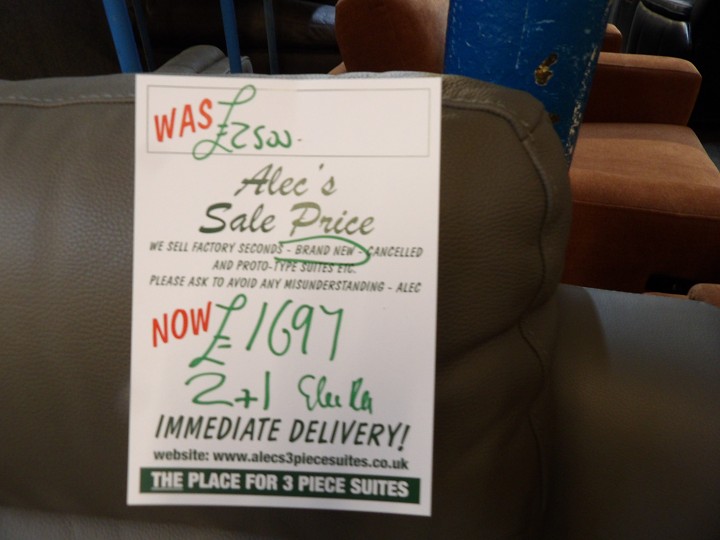 WAS £2500-
Alec's
Sale Price
WE SELL FACTORY SECONDS - BRAND NEW - CANCELLED
AND PROTO-TYPE SUITES ETC.
PLEASE ASK TO AVOID ANY MISUNDERSTANDING - ALEC
NOW £1697
2+1
IMMEDIATE DELIVERY!
website: www.alecs3piecesuites.co.uk
THE PLACE FOR 3 PIECE SUITES